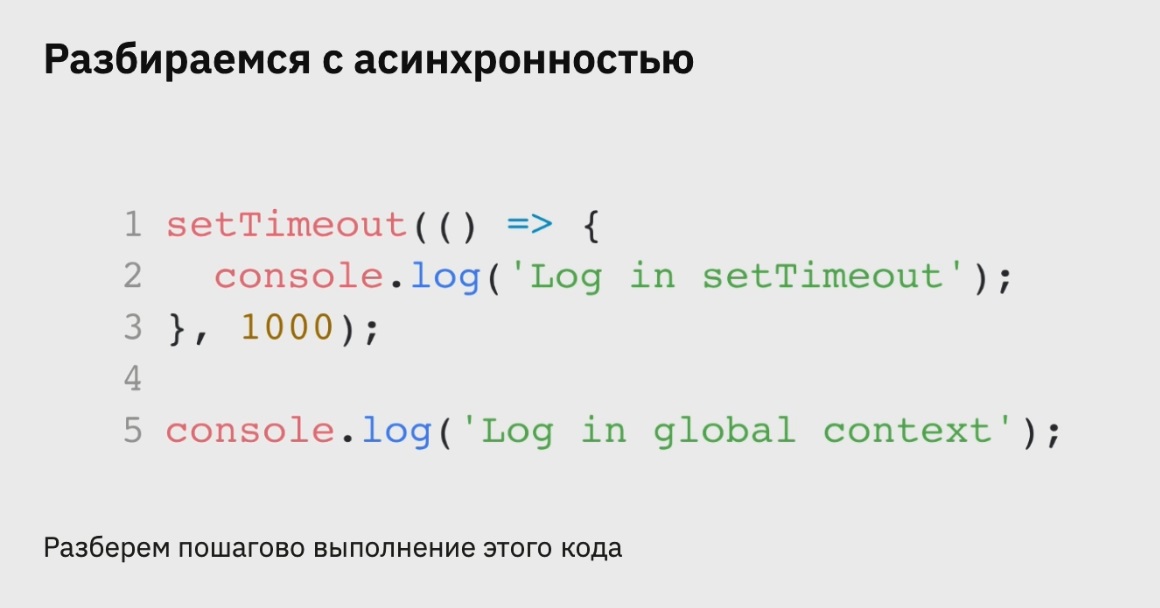 Разбираемся с асинхронностью
1 setTimeout(() => {
2   console.log('Log in setTimeout');
3 }, 1000);
4
5 console.log('Log in global context');
Разберем пошагово выполнение этого кода